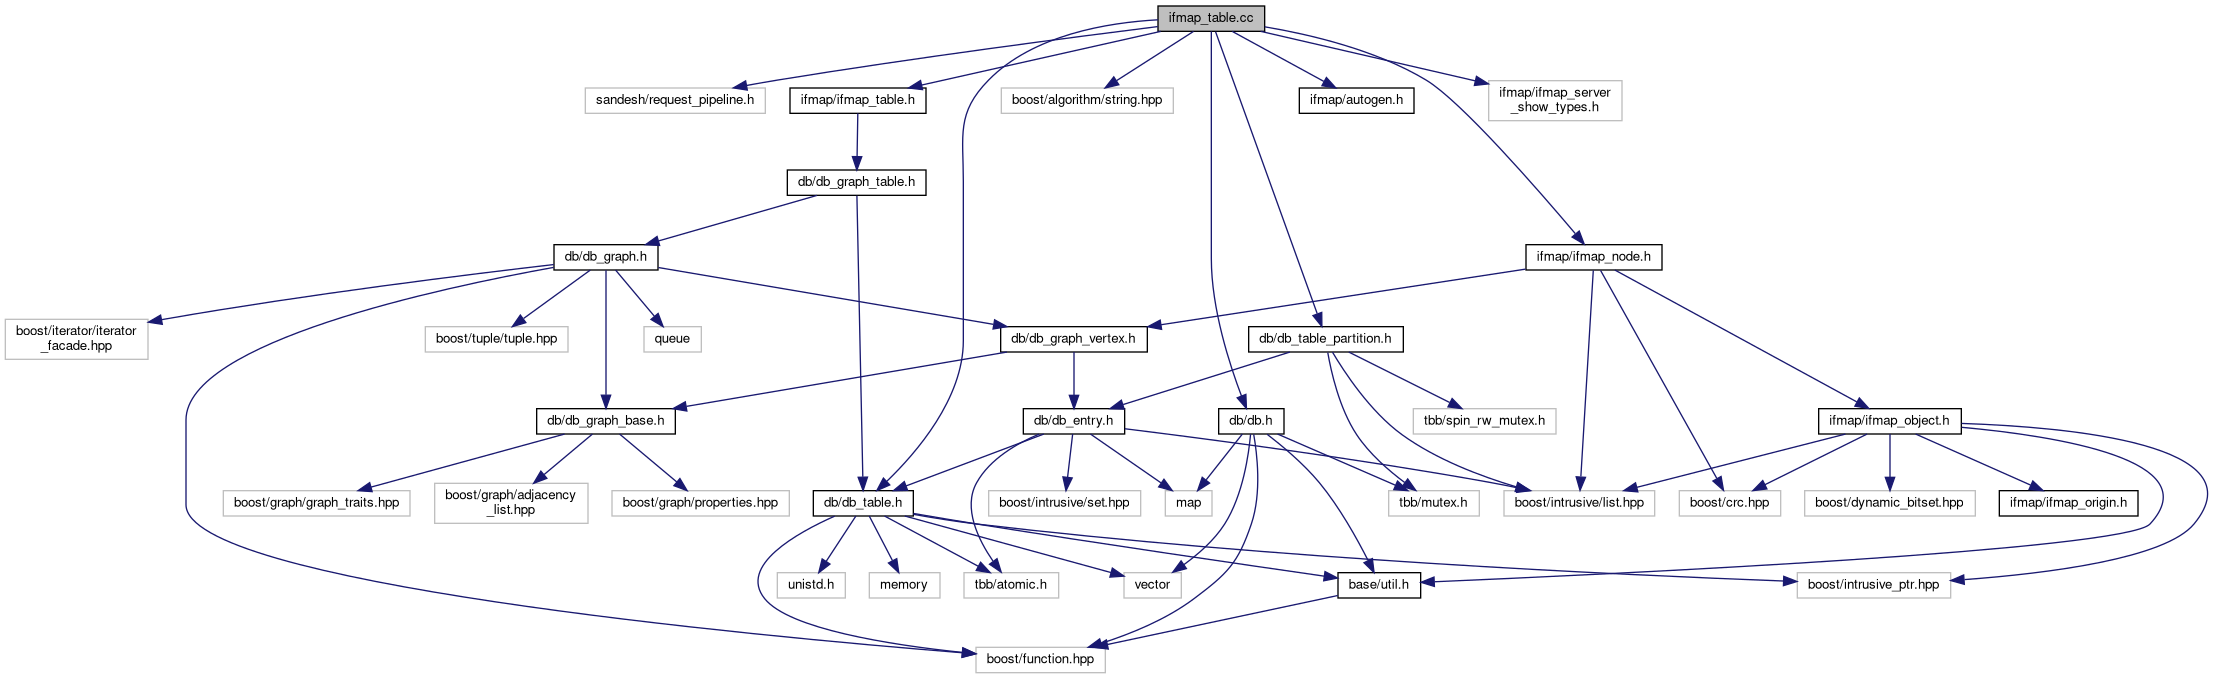 ifmap_table.cc
sandesh/request_pipeline.h
ifmap/ifmap_table.h
boost/algorithm/string.hpp
ifmap/autogen.h
ifmap/ifmap_server
_show_types.h
db/db_graph_table.h
db/db_graph.h
ifmap/ifmap_node.h
boost/iterator/iterator
_facade.hpp
boost/tuple/tuple.hpp
queue
db/db_graph_vertex.h
db/db_table_partition.h
db/db_graph_base.h
db/db_entry.h
db/db.h
tbb/spin_rw_mutex.h
ifmap/ifmap_object.h
boost/graph/graph_traits.hpp
boost/graph/adjacency
_list.hpp
boost/graph/properties.hpp
db/db_table.h
boost/intrusive/set.hpp
map
tbb/mutex.h
boost/intrusive/list.hpp
boost/crc.hpp
boost/dynamic_bitset.hpp
ifmap/ifmap_origin.h
unistd.h
memory
tbb/atomic.h
vector
base/util.h
boost/intrusive_ptr.hpp
boost/function.hpp